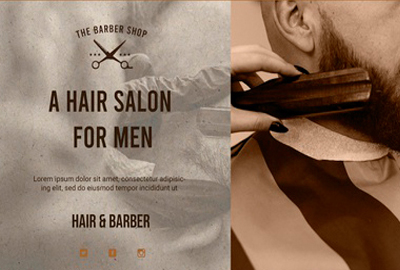 THE BARBER SHOP
A HAIR SALON
FOR MEN
Lorem ipsum dolor sit amet, consectetur adipisic-
ing elit, sed do eiusmod tempor incididunt ut
HAIR & BARBER